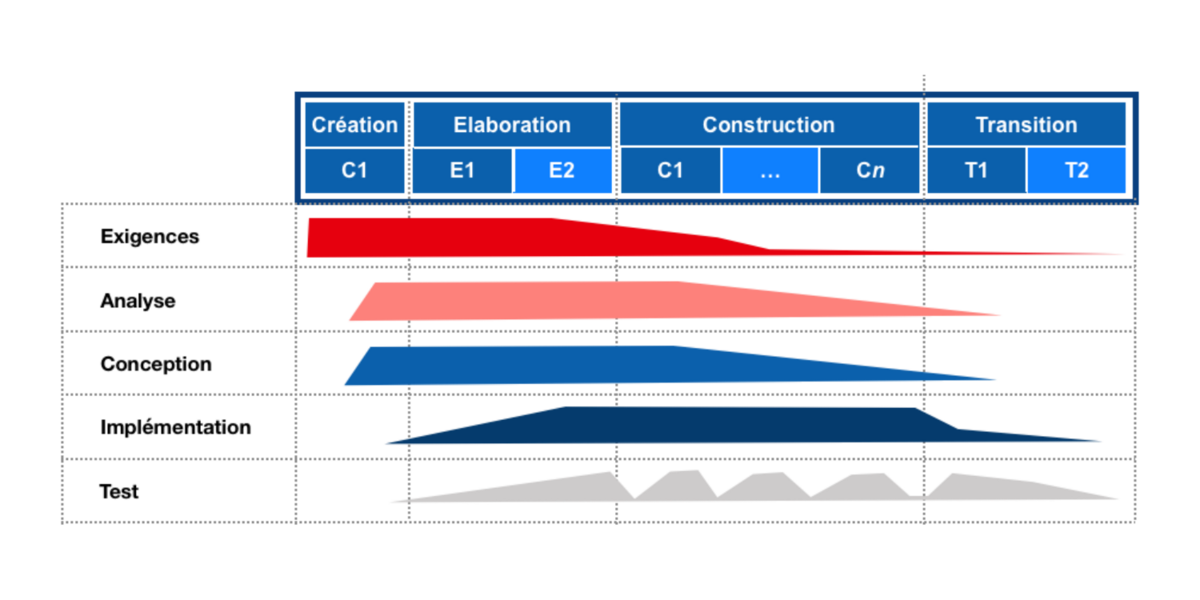 Création Elaboration Construction Transition
C1 E1 E2 C1 ... Cn T1 T2
Exigences
Analyse
Conception
Implémentation
Test